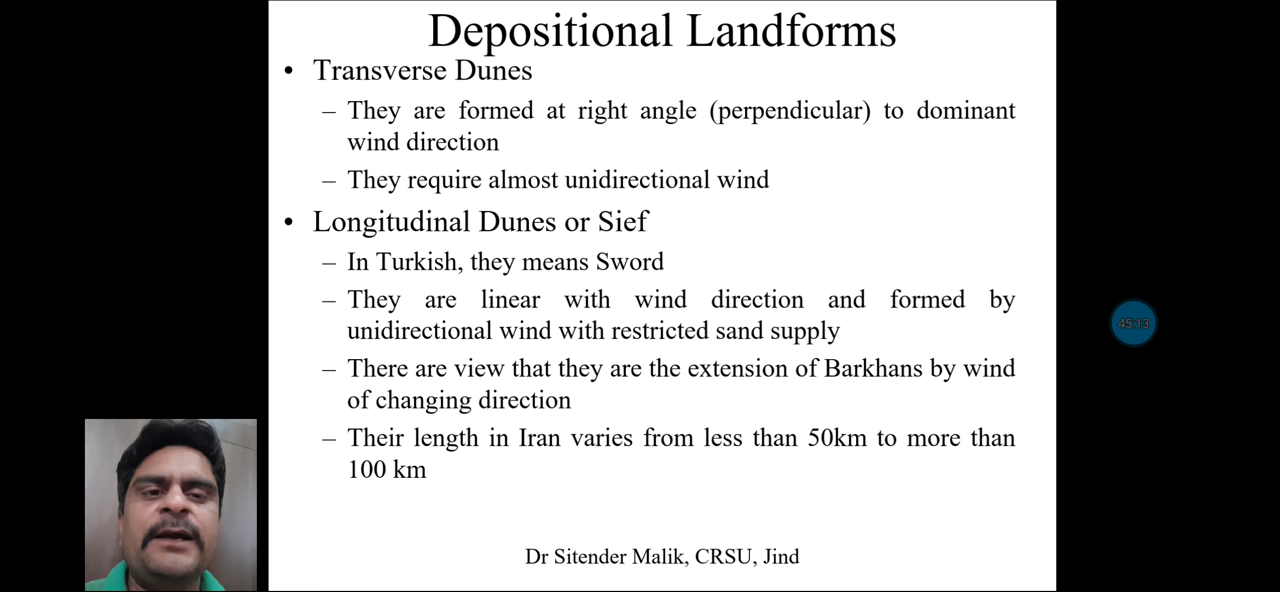 Depositional Landforms
• Transverse Dunes
– They are formed at right angle (perpendicular) to dominant
wind direction
– They require almost unidirectional wind
• Longitudinal Dunes or Sief
– In Turkish, they means Sword
– They are linear with wind direction and formed by
unidirectional wind with restricted sand supply
– There are view that they are the extension of Barkhans by wind
of changing direction
– Their length in Iran varies from less than 50km to more than
100 km
Dr Sitender Malik, CRSU, Jind
45:13